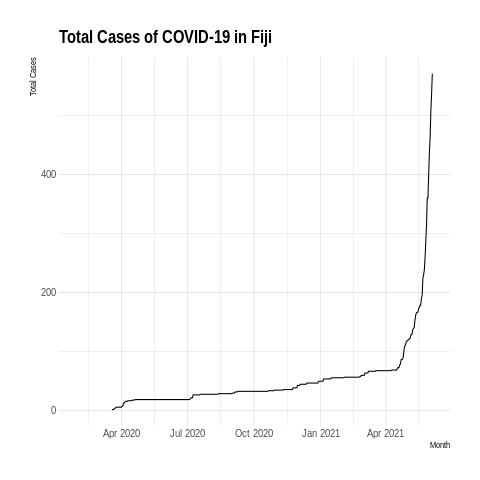 Total Cases of COVID-19 in Fiji
Total Cases
400
200
0
Apr 2020 Jul 2020 Oct 2020 Jan 2021 Apr 2021
Month